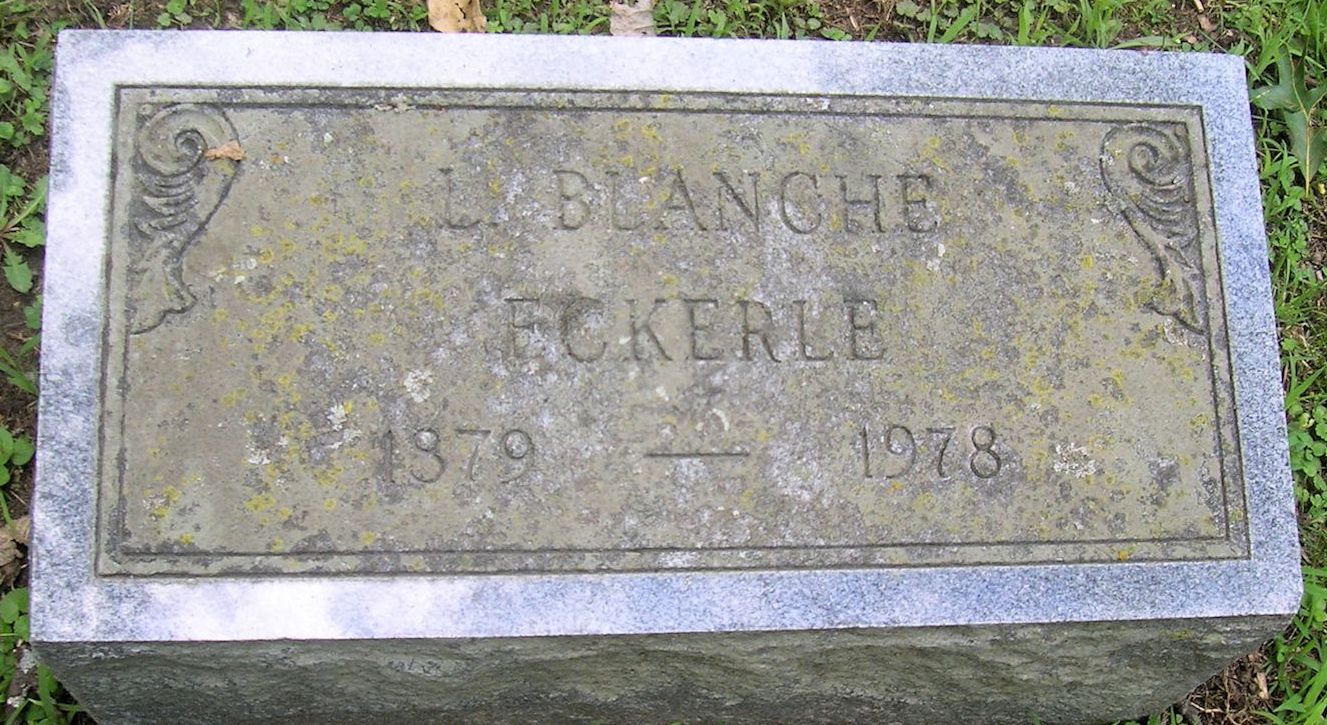 L. BLANCHE
ECKERLE
1879 — 1978